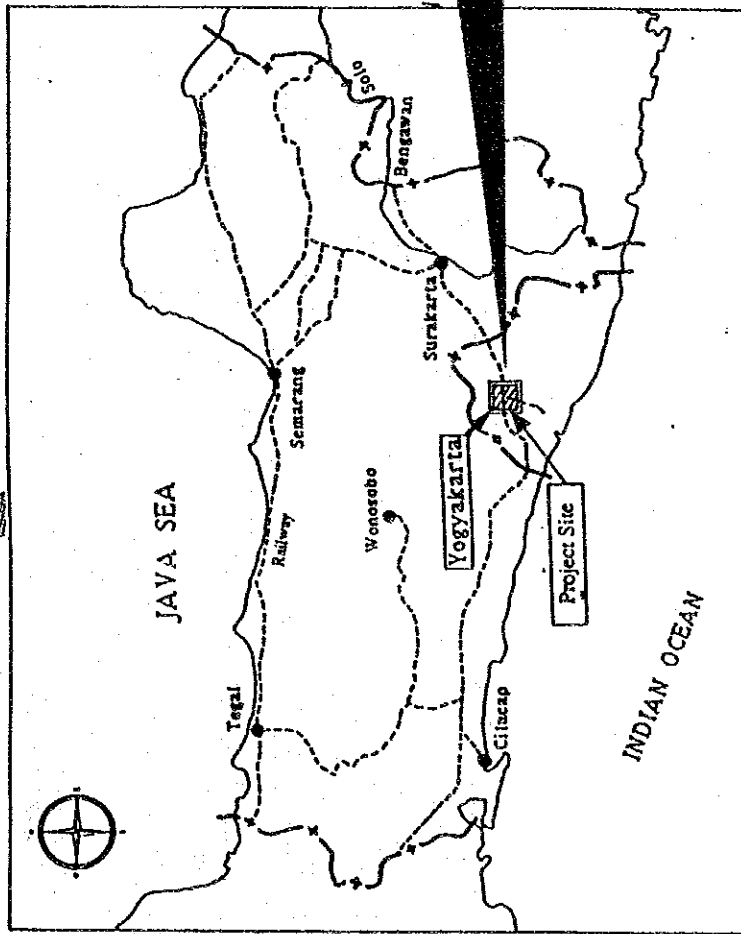 JAVA SEA
Tegal
Railway
Semarang
Wonosobo
Surakarta
Bengawan
Solo
Yogyakarta
Project Site
Cilacap
INDIAN OCEAN